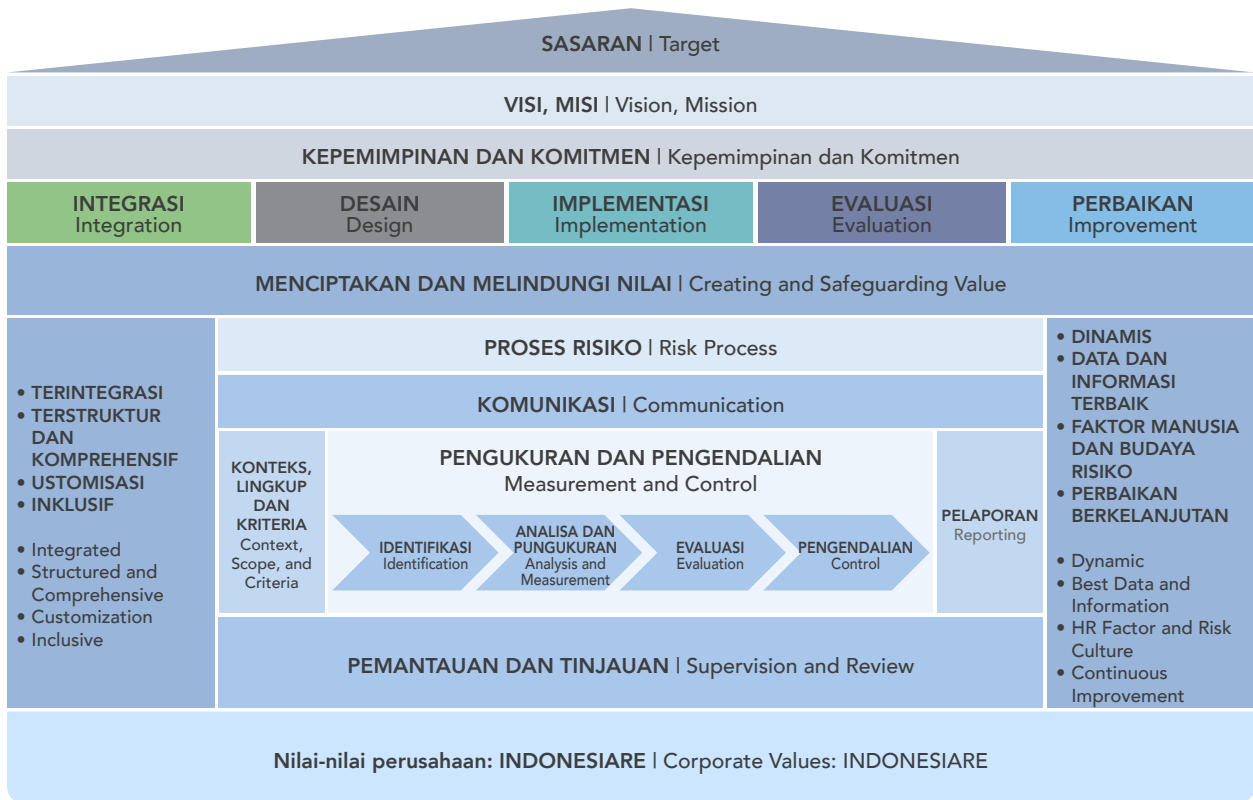 SASARAN | Target
VISI, MISI | Vision, Mission
KEPEMIMPINAN DAN KOMITMEN | Kepemimpinan dan Komitmen
INTEGRASI
Integration
DESAIN
Design
IMPLEMENTASI
Implementation
EVALUASI
Evaluation
PERBAIKAN
Improvement
MENCIPTAKAN DAN MELINDUNGI NILAI | Creating and Safeguarding Value
• TERINTEGRASI
• TERSTRUKTUR
DAN
KOMPREHENSIF
• USTOMISASI
• INKLUSIF
• Integrated
• Structured and
Comprehensive
• Customization
• Inclusive
PROSES RISIKO | Risk Process
KOMUNIKASI | Communication
KONTEKS,
LINGKUP
DAN
KRITERIA
Context,
Scope, and
Criteria
PENGUKURAN DAN PENGENDALIAN
Measurement and Control
IDENTIFIKASI
Identification
ANALISA DAN
PUNGUKURAN
Analysis and
Measurement
EVALUASI
Evaluation
PENGENDALIAN
Control
PELAPORAN
Reporting
PEMANTAUAN DAN TINJAUAN | Supervision and Review
• DINAMIS
• DATA DAN
INFORMASI
TERBAIK
• FAKTOR MANUSIA
DAN BUDAYA
RISIKO
• PERBAIKAN
BERKELANJUTAN
• Dynamic
• Best Data and
Information
• HR Factor and Risk
Culture
• Continuous
Improvement
Nilai-nilai perusahaan: INDONESIARE | Corporate Values: INDONESIARE